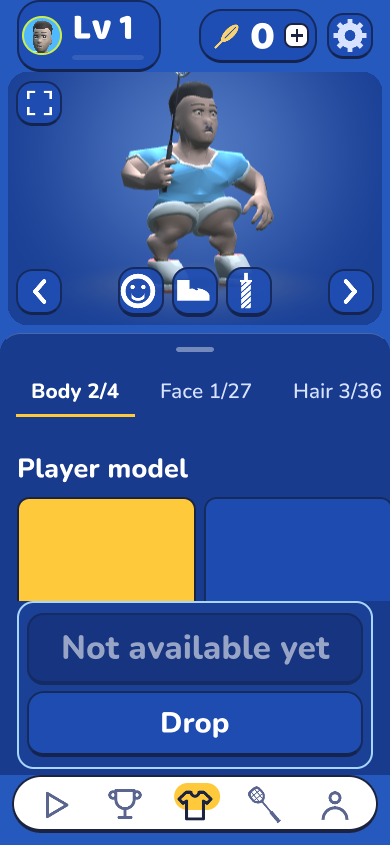 Lv 1
0
Body 2/4
Face 1/27
Hair 3/36
Player model
Not available yet
Drop